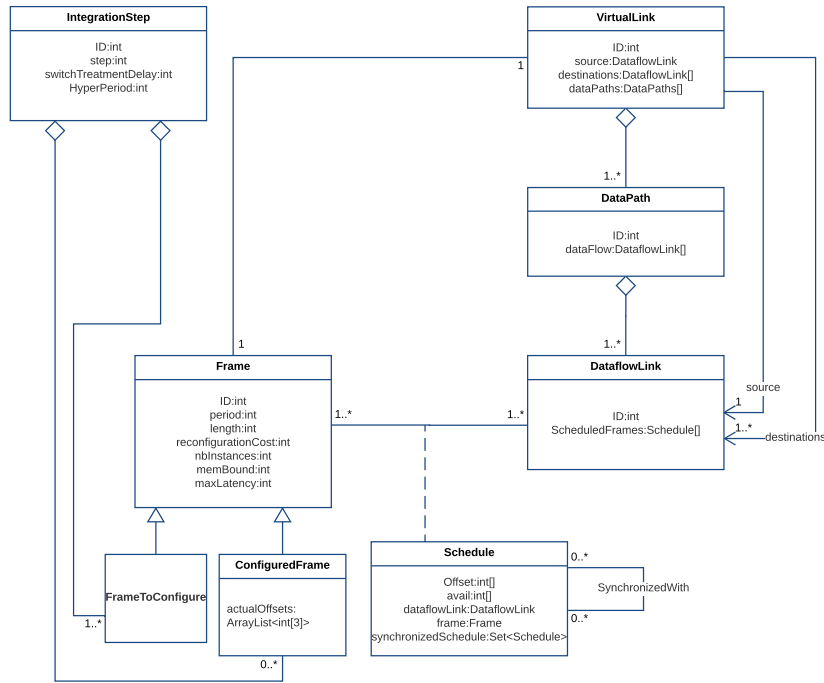 IntegrationStep
ID:int
step:int
switchTreatmentDelay:int
HyperPeriod:int
VirtualLink
ID:int
source:DataflowLink
destinations:DataflowLink[]
dataPaths:DataPaths[]
1
1..*
DataPath
ID:int
dataFlow:DataflowLink[]
1..*
1
Frame
ID:int
period:int
length:int
reconfigurationCost:int
nbInstances:int
memBound:int
maxLatency:int
1..*
1..*
DataflowLink
ID:int
ScheduledFrames:Schedule[]
source
1
1..*
destinations
FrameToConfigure
1..*
ConfiguredFrame
actualOffsets:
ArrayList<int[3]>
0..*
Schedule
Offset:int[]
avail:int[]
dataflowLink:DataflowLink
frame:Frame
synchronizedSchedule:Set<Schedule>
0..*
SynchronizedWith
0..*